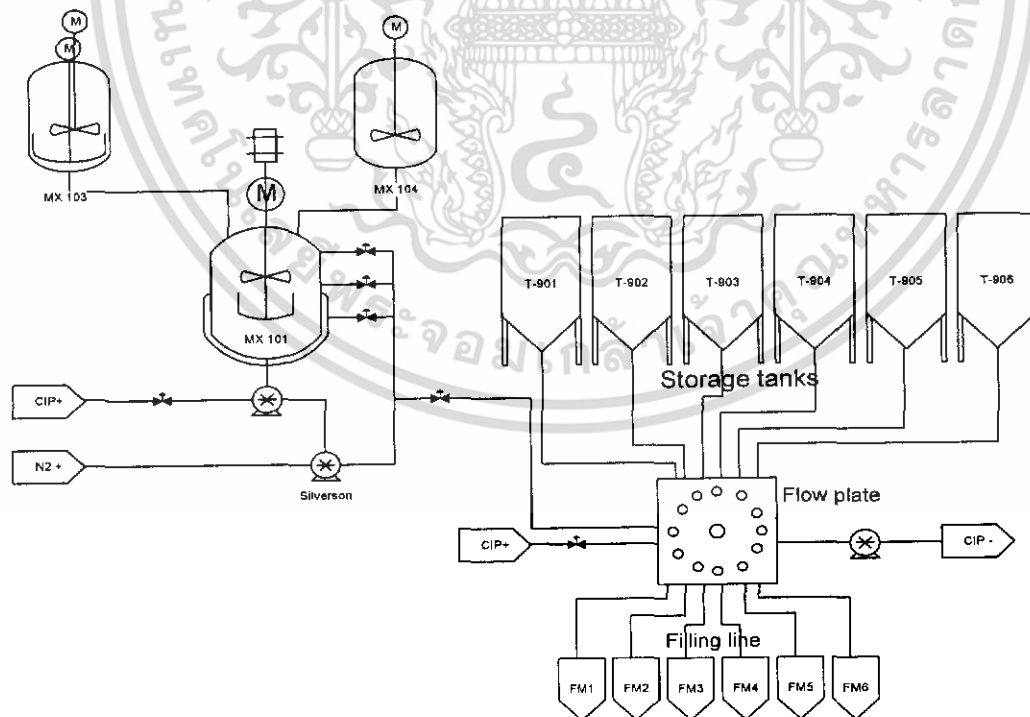 M
M
M
MX 103
MX 104
M
MX 101
T-901
T-902
T-903
T-904
T-905
T-906
Storage tanks
CIP+
N2 +
Silverson
Flow plate
CIP+
CIP -
Filling line
FM1
FM2
FM3
FM4
FM5
FM6